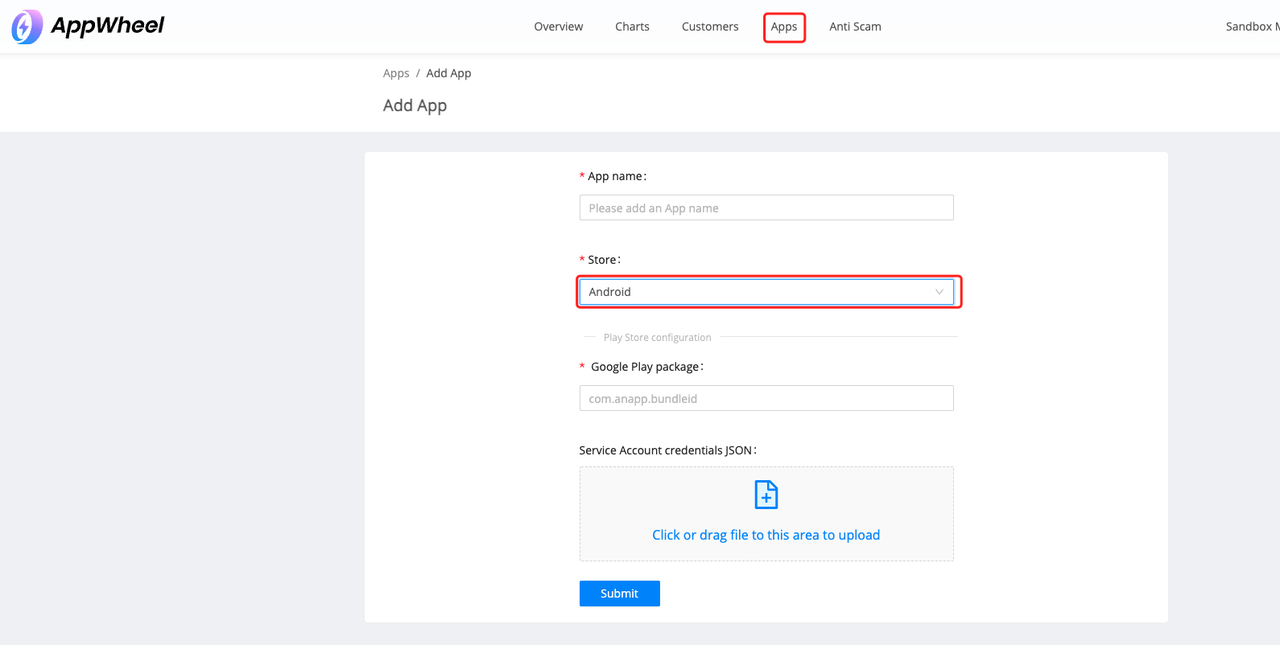 AppWheel
Overview Charts Customers Apps Anti Scam Sandbox
Apps / Add App
Add App
* App name:
Please add an App name
* Store:
Android
Play Store configuration
* Google Play package:
com.anapp.bundleid
Service Account credentials JSON:
Click or drag file to this area to upload
Submit